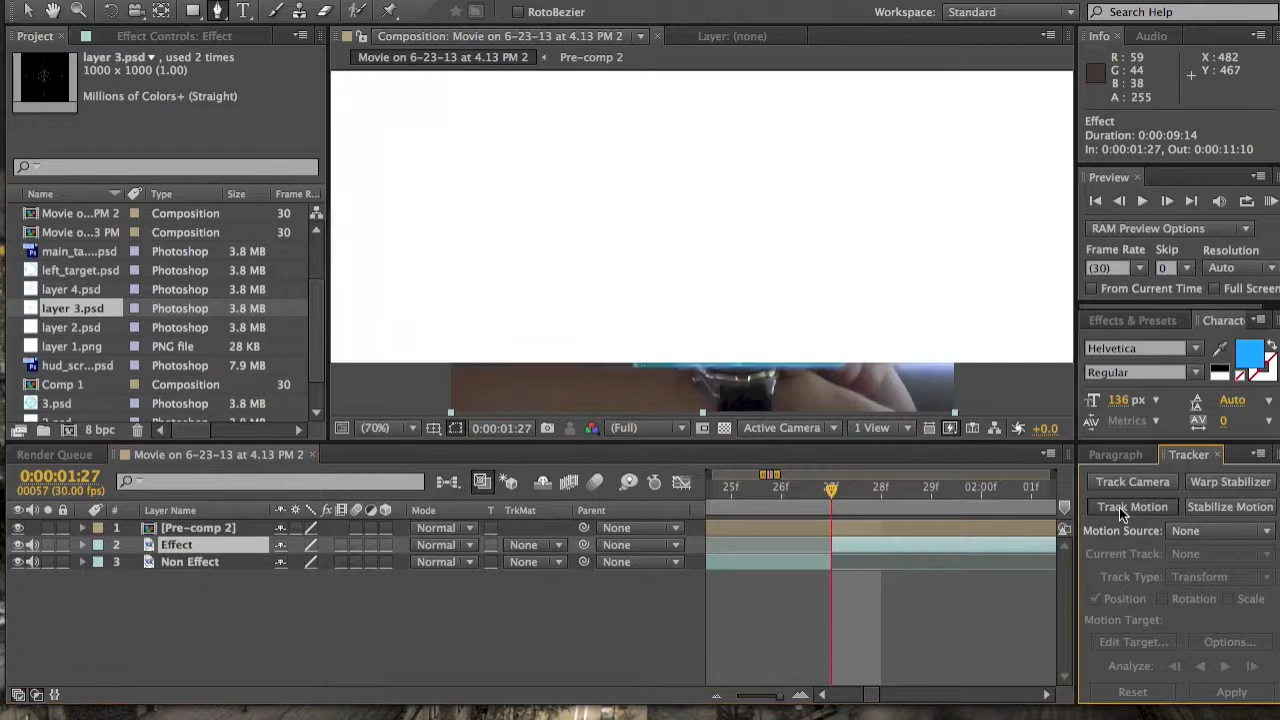 T
RotoBezier
Workspace: Standard
Search Help
Project
Effect Controls: Effect
Composition: Movie on 6-23-13 at 4.13 PM 2
Layer: (none)
Info
Audio
layer 3.psd , used 2 times
1000 x 1000 (1.00)
Millions of Colors+ (Straight)
Movie on 6-23-13 at 4.13 PM 2
Pre-comp 2
R : 59
G : 44
B : 38
A : 255
X : 482
Y : 467
Effect
Duration: 0:00:09:14
In: 0:00:01:27, Out: 0:00:11:10
Name
Type
Size
Frame R...
Movie o...PM 2 Composition 30
Movie o...3 PM Composition 30
main_ta....psd Photoshop 3.8 MB
left_target.psd Photoshop 3.8 MB
layer 4.psd Photoshop 3.8 MB
layer 3.psd Photoshop 3.8 MB
layer 2.psd Photoshop 3.8 MB
layer 1.png PNG file 28 KB
hud_scr...psd Photoshop 7.9 MB
Comp 1 Composition 30
3.psd Photoshop 3.8 MB
8 bpc
(70%)
0:00:01:27
(Full)
Active Camera
1 View
+0.0
Preview
RAM Preview Options
Frame Rate Skip Resolution
(30) 0 Auto
From Current Time
Full Screen
Effects & Presets
Charact
Helvetica
Regular
136 px
Auto
Metrics
0
Render Queue
Movie on 6-23-13 at 4.13 PM 2
0:00:01:27
00057 (30.00 fps)
25f 26f 27f 28f 29f 02:00f 01f
# Layer Name Mode T TrkMat Parent
1 [Pre-comp 2] Normal None
2 Effect Normal None None
3 Non Effect Normal None None
Paragraph
Tracker
Track Camera
Warp Stabilizer
Track Motion
Stabilize Motion
Motion Source: None
Current Track: None
Track Type: Transform
Position
Rotation
Scale
Motion Target:
Edit Target...
Options...
Analyze:
Reset
Apply